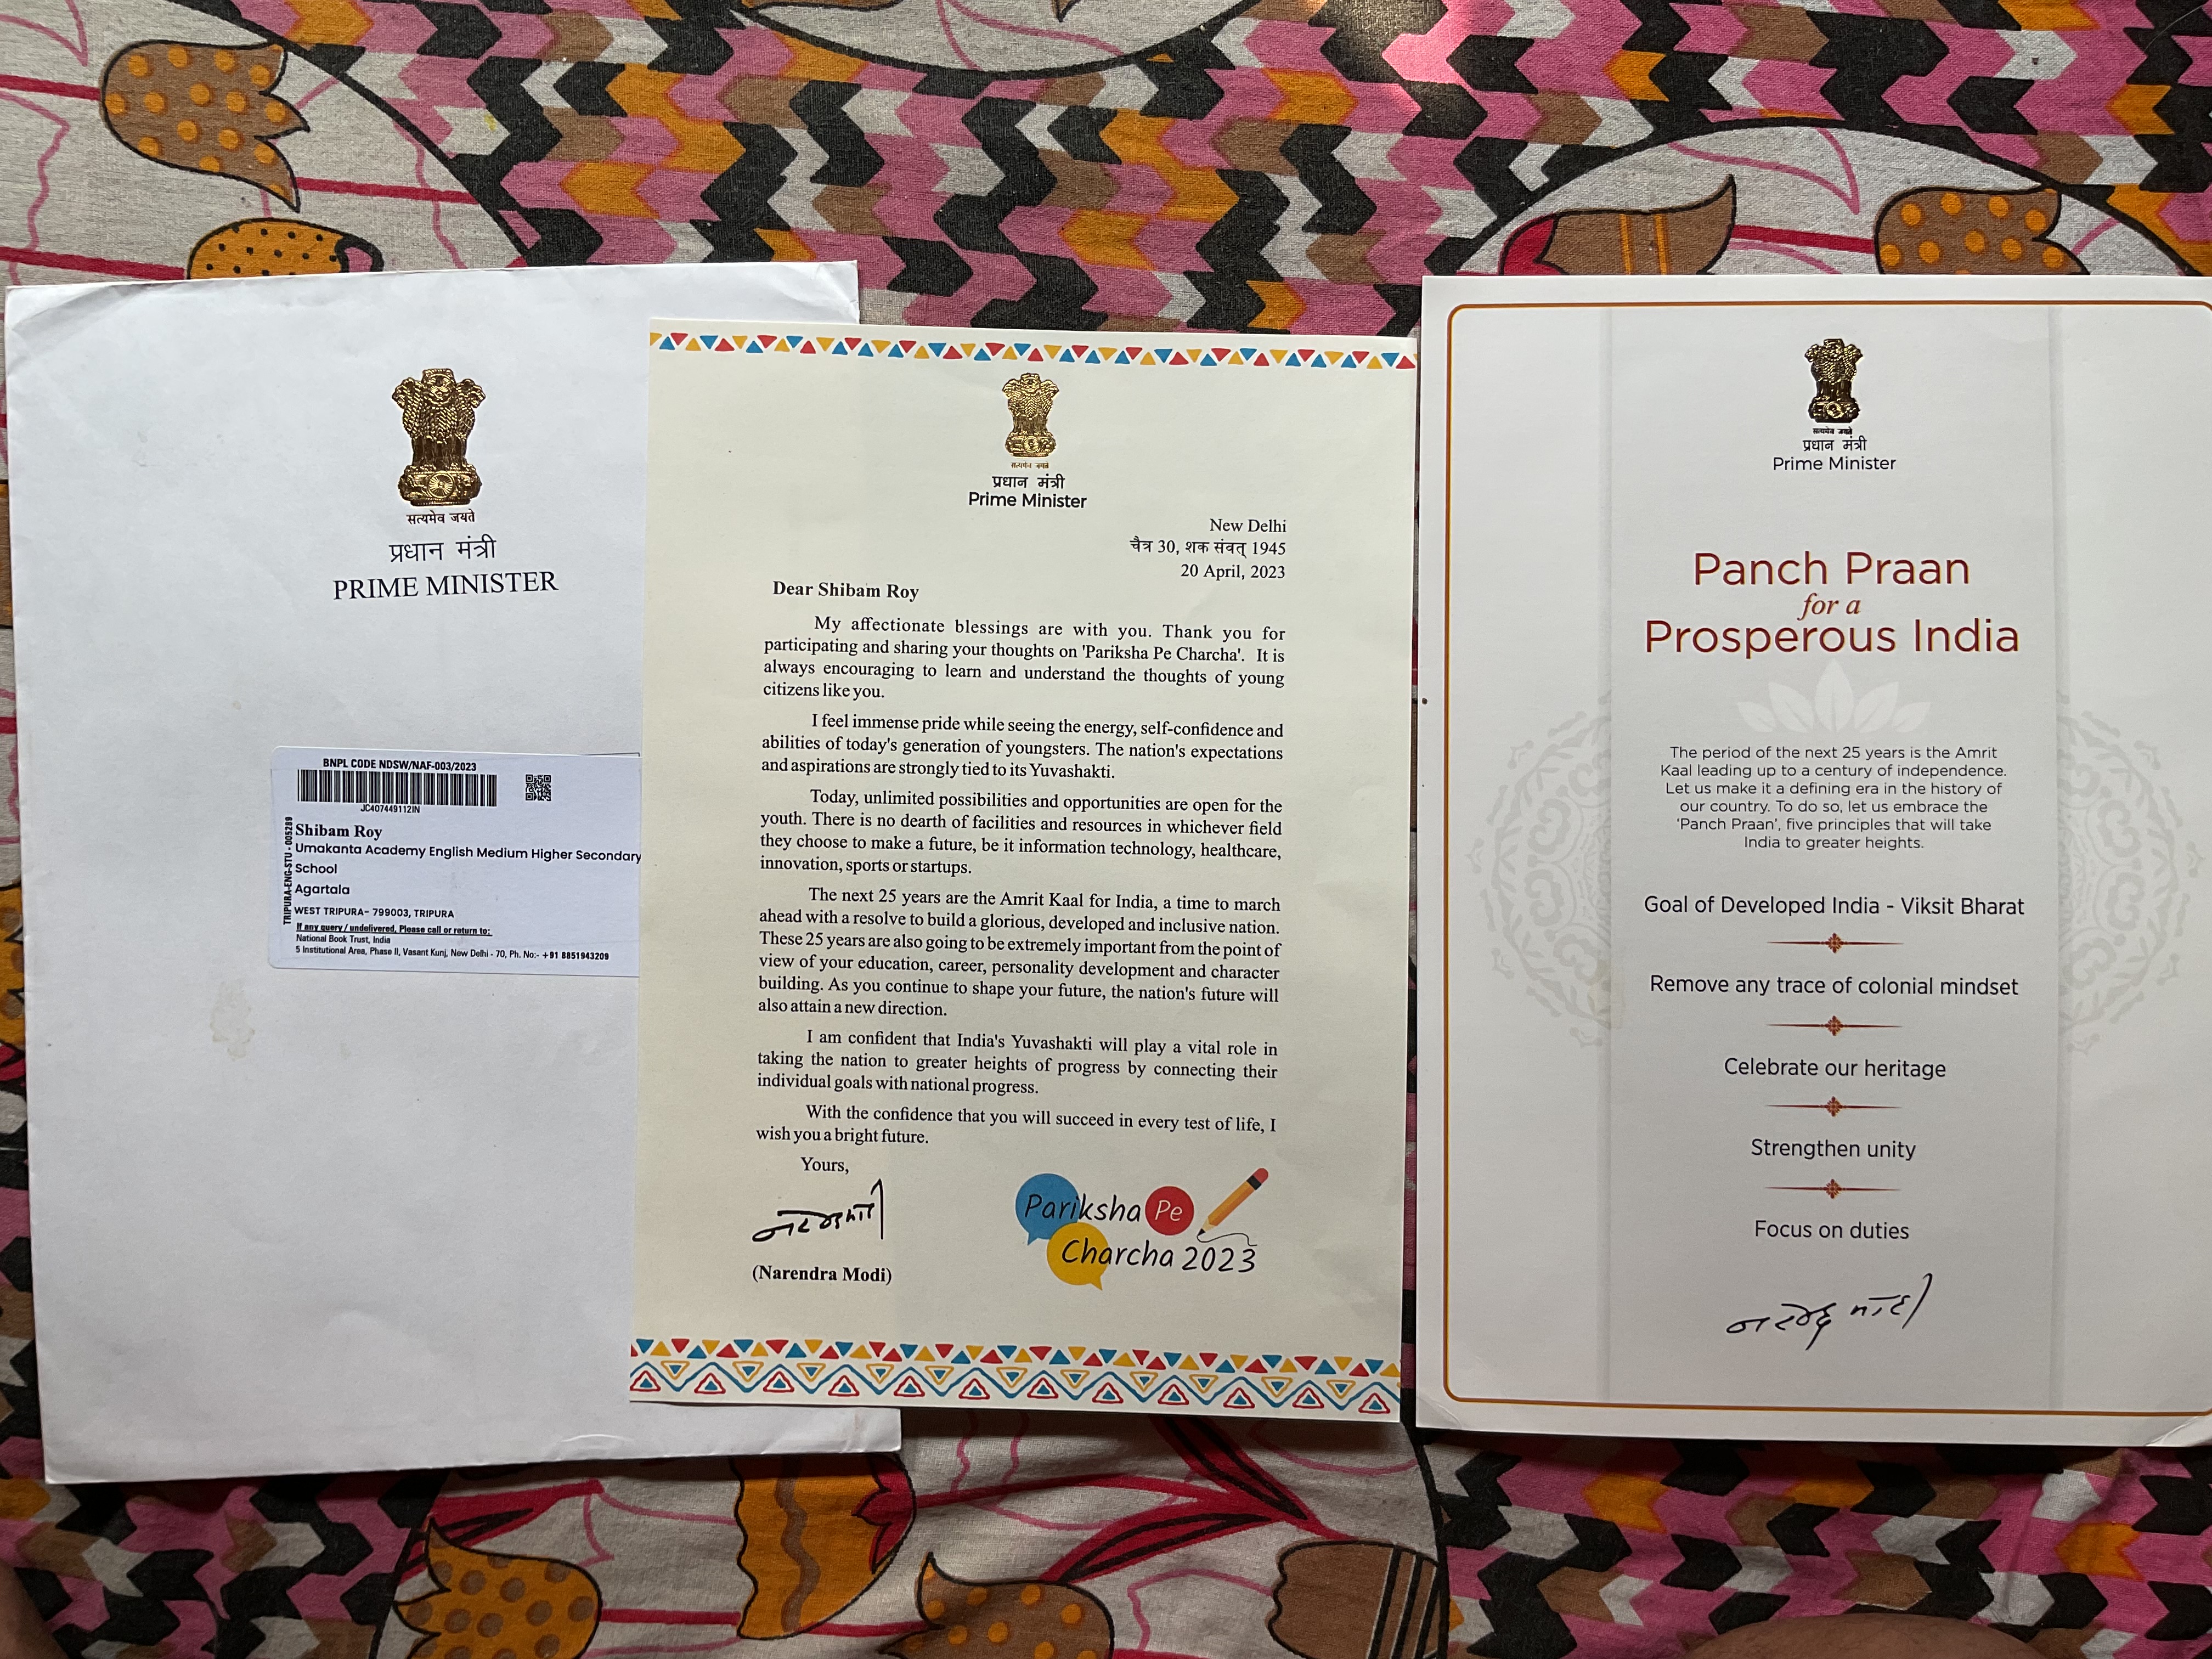 सत्यमेव जयते
प्रधान मंत्री
PRIME MINISTER
BNPL CODE NDSW/NAF-003/2023
JC407449112IN
TRIPURA-ENG-STU - 005289
Shibam Roy
Umakanta Academy English Medium Higher Secondary
School
Agartala
WEST TRIPURA- 799003, TRIPURA
If any query / undelivered, Please call or return to:
National Book Trust, India
5 Institutional Area, Phase II, Vasant Kunj, New Delhi - 70, Ph. No:- +91 8851943209
सत्यमेव जयते
प्रधान मंत्री
Prime Minister
New Delhi
चैत्र 30, शक संवत् 1945
20 April, 2023
Dear Shibam Roy
My affectionate blessings are with you. Thank you for
participating and sharing your thoughts on 'Pariksha Pe Charcha'. It is
always encouraging to learn and understand the thoughts of young
citizens like you.
I feel immense pride while seeing the energy, self-confidence and
abilities of today's generation of youngsters. The nation's expectations
and aspirations are strongly tied to its Yuvashakti.
Today, unlimited possibilities and opportunities are open for the
youth. There is no dearth of facilities and resources in whichever field
they choose to make a future, be it information technology, healthcare,
innovation, sports or startups.
The next 25 years are the Amrit Kaal for India, a time to march
ahead with a resolve to build a glorious, developed and inclusive nation.
These 25 years are also going to be extremely important from the point of
view of your education, career, personality development and character
building. As you continue to shape your future, the nation's future will
also attain a new direction.
I am confident that India's Yuvashakti will play a vital role in
taking the nation to greater heights of progress by connecting their
individual goals with national progress.
With the confidence that you will succeed in every test of life, I
wish you a bright future.
Yours,
नरेन्द्र मोदी
(Narendra Modi)
Pariksha Pe
Charcha 2023
सत्यमेव जयते
प्रधान मंत्री
Prime Minister
Panch Praan
for a
Prosperous India
The period of the next 25 years is the Amrit
Kaal leading up to a century of independence.
Let us make it a defining era in the history of
our country. To do so, let us embrace the
'Panch Praan', five principles that will take
India to greater heights.
Goal of Developed India - Viksit Bharat
Remove any trace of colonial mindset
Celebrate our heritage
Strengthen unity
Focus on duties
नरेन्द्र मोदी